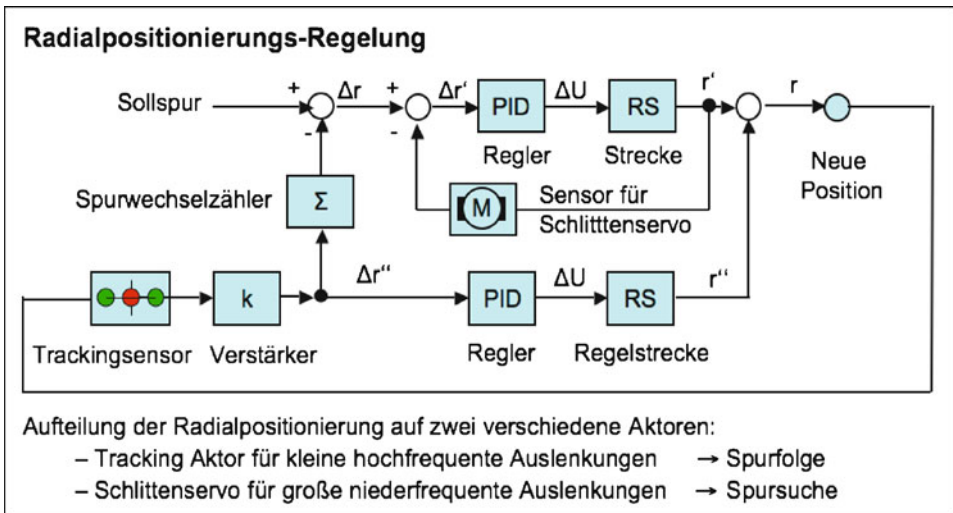 Radialpositionierungs-Regelung
+ Δr + Δr‘ ΔU r‘ r
Sollspur PID RS
- -
Regler Strecke Neue
Position
Spurwechselzähler Σ M Sensor für
Schlitttenservo
Δr‘‘ ΔU r‘‘
k PID RS
Trackingsensor Verstärker Regler Regelstrecke
Aufteilung der Radialpositionierung auf zwei verschiedene Aktoren:
– Tracking Aktor für kleine hochfrequente Auslenkungen → Spurfolge
– Schlittenservo für große niederfrequente Auslenkungen → Spursuche